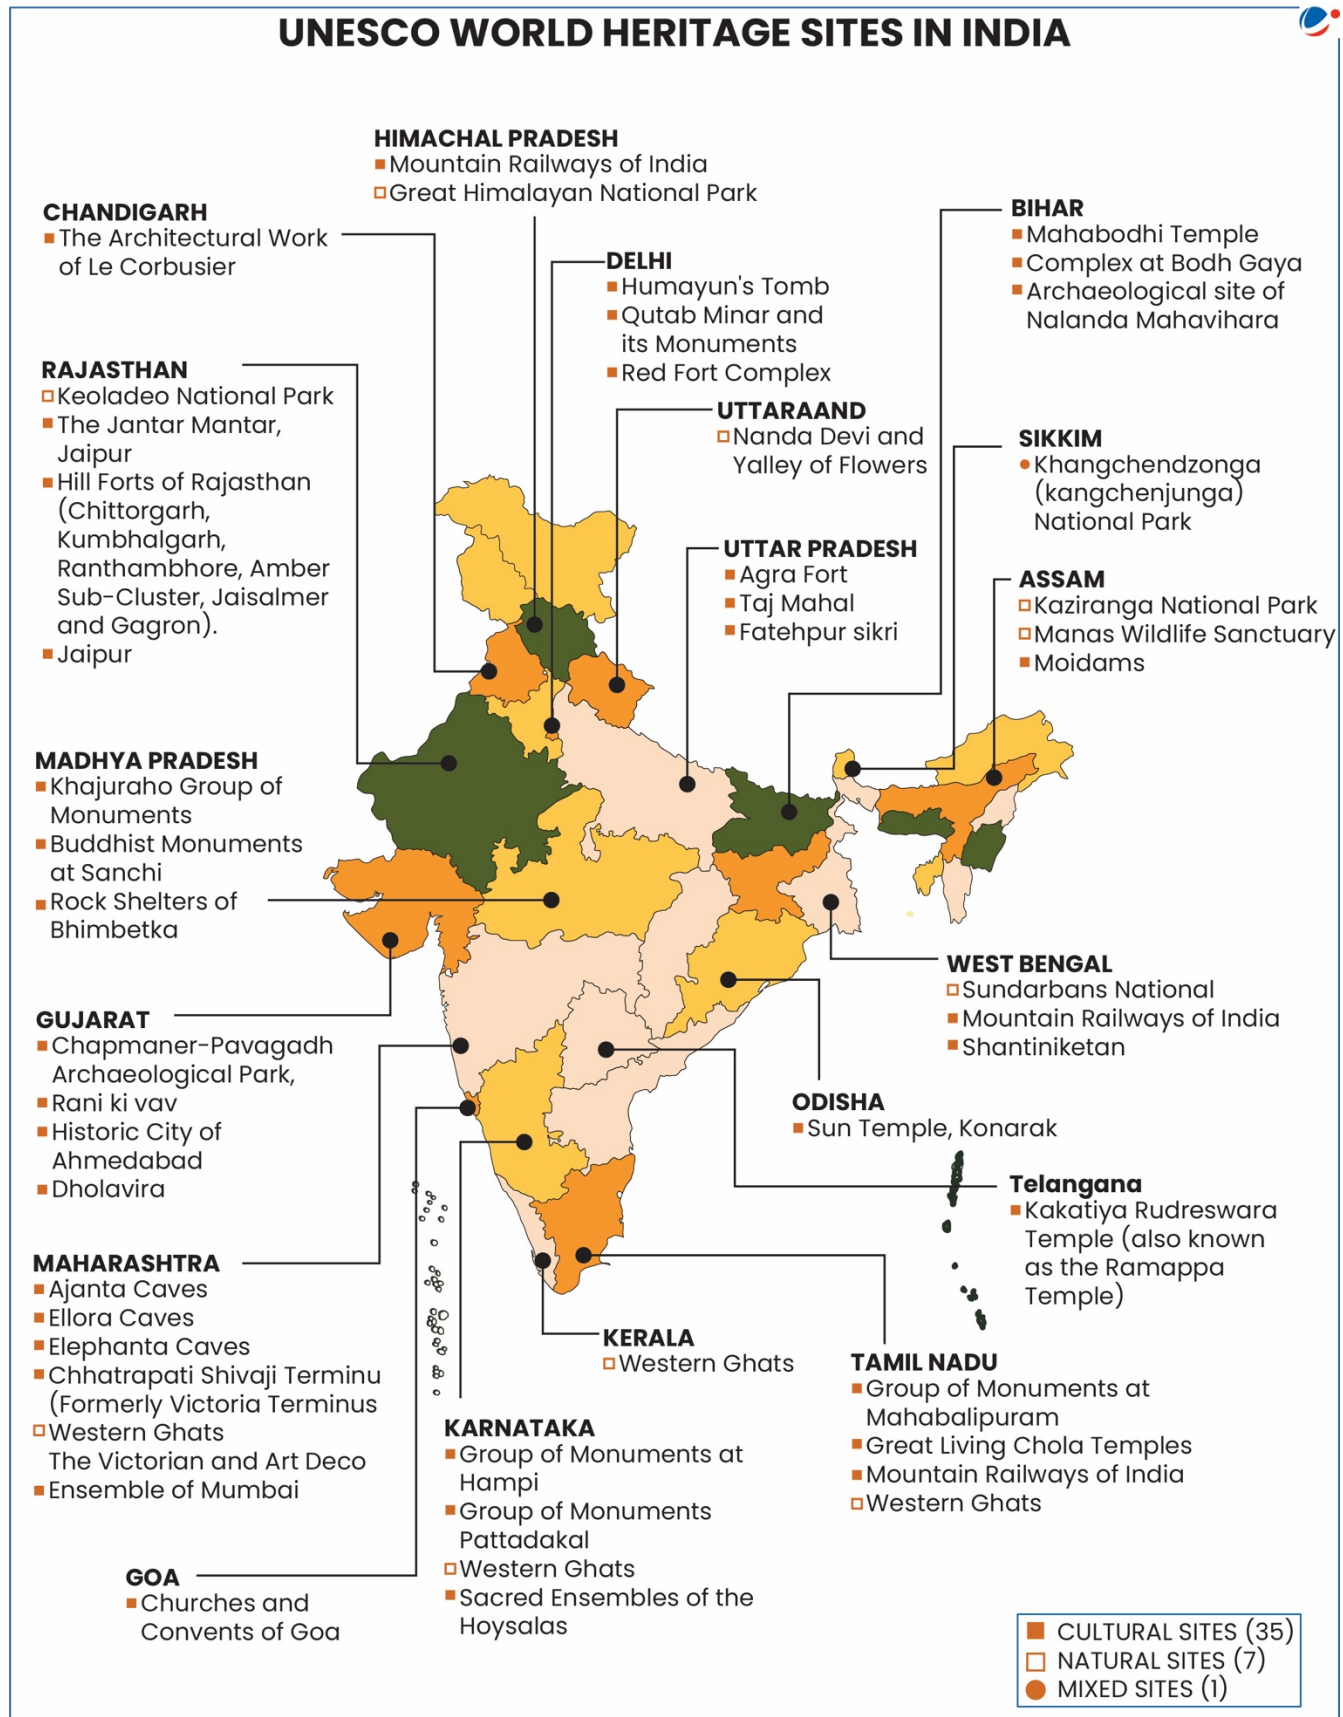 UNESCO WORLD HERITAGE SITES IN INDIA
HIMACHAL PRADESH
Mountain Railways of India
Great Himalayan National Park
CHANDIGARH
The Architectural Work
of Le Corbusier
DELHI
Humayun's Tomb
Qutab Minar and
its Monuments
Red Fort Complex
BIHAR
Mahabodhi Temple
Complex at Bodh Gaya
Archaeological site of
Nalanda Mahavihara
RAJASTHAN
Keoladeo National Park
The Jantar Mantar,
Jaipur
Hill Forts of Rajasthan
(Chittorgarh,
Kumbhalgarh,
Ranthambhore, Amber
Sub-Cluster, Jaisalmer
and Gagron).
Jaipur
UTTARAAND
Nanda Devi and
Yalley of Flowers
SIKKIM
Khangchendzonga
(kangchenjunga)
National Park
UTTAR PRADESH
Agra Fort
Taj Mahal
Fatehpur sikri
ASSAM
Kaziranga National Park
Manas Wildlife Sanctuary
Moidams
MADHYA PRADESH
Khajuraho Group of
Monuments
Buddhist Monuments
at Sanchi
Rock Shelters of
Bhimbetka
WEST BENGAL
Sundarbans National
Mountain Railways of India
Shantiniketan
GUJARAT
Chapmaner-Pavagadh
Archaeological Park,
Rani ki vav
Historic City of
Ahmedabad
Dholavira
ODISHA
Sun Temple, Konarak
Telangana
Kakatiya Rudreswara
Temple (also known
as the Ramappa
Temple)
MAHARASHTRA
Ajanta Caves
Ellora Caves
Elephanta Caves
Chhatrapati Shivaji Terminu
(Formerly Victoria Terminus
Western Ghats
The Victorian and Art Deco
Ensemble of Mumbai
KERALA
Western Ghats
TAMIL NADU
Group of Monuments at
Mahabalipuram
Great Living Chola Temples
Mountain Railways of India
Western Ghats
KARNATAKA
Group of Monuments at
Hampi
Group of Monuments
Pattadakal
Western Ghats
Sacred Ensembles of the
Hoysalas
GOA
Churches and
Convents of Goa
CULTURAL SITES (35)
NATURAL SITES (7)
MIXED SITES (1)